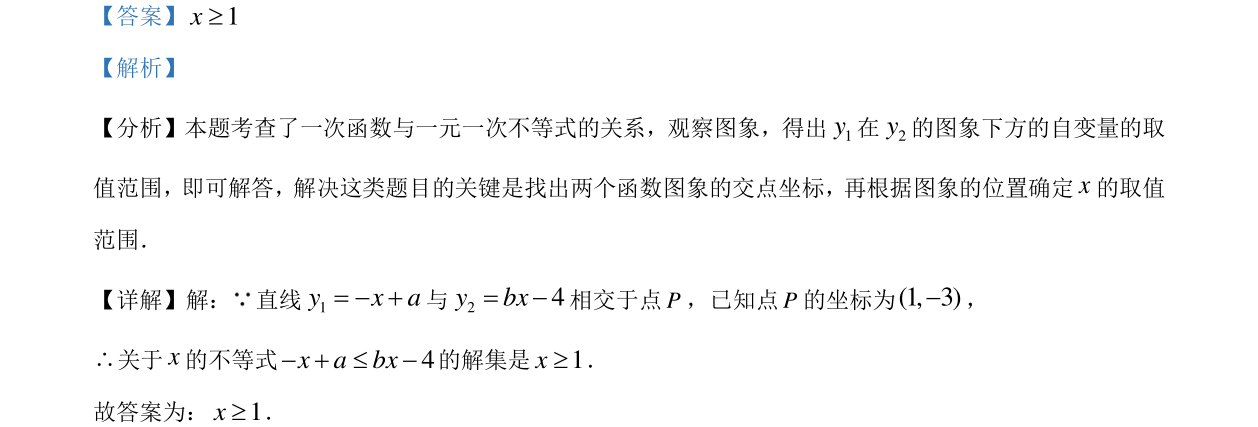 【答案】x≥1
【解析】
【分析】本题考查了一次函数与一元一次不等式的关系，观察图象，得出 y₁ 在 y₂ 的图象下方的自变量的取
值范围，即可解答，解决这类题目的关键是找出两个函数图象的交点坐标，再根据图象的位置确定 x 的取值
范围．
【详解】解：∵直线 y₁ = −x + a 与 y₂ = bx − 4 相交于点 P ，已知点 P 的坐标为(1, −3)，
∴关于 x 的不等式 −x + a ≤ bx − 4 的解集是 x ≥ 1．
故答案为：x ≥ 1．